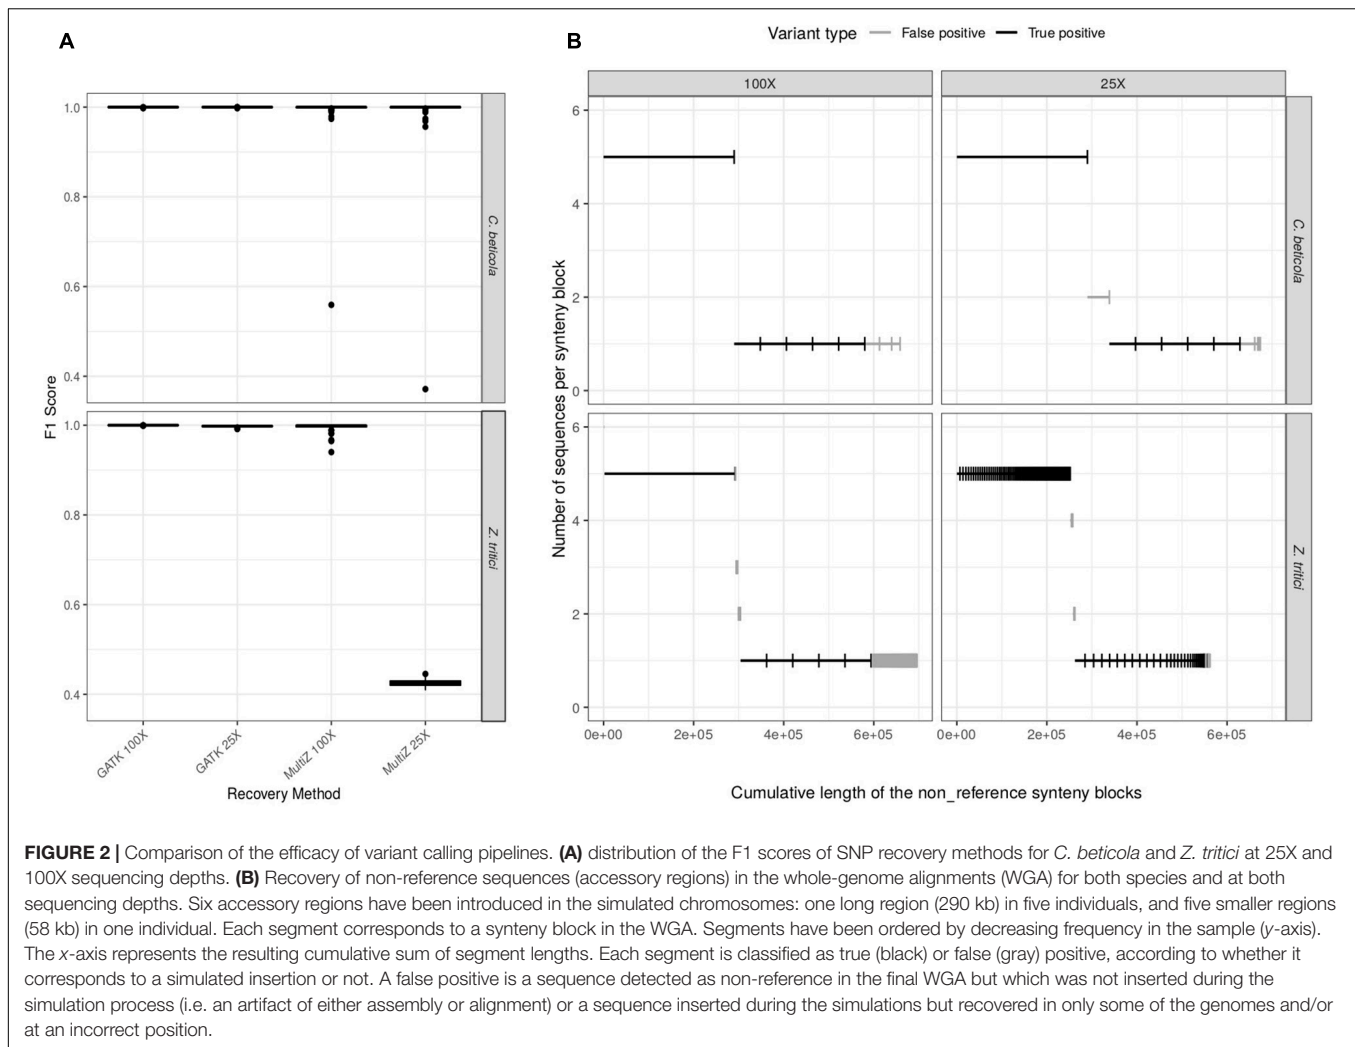 A
1.0
0.8
0.6
0.4
C. beticola
1.0
0.8
0.6
0.4
Z. tritici
F1 Score
GATK 100X
GATK 25X
MultiZ 100X
MultiZ 25X
Recovery Method
B
Variant type
False positive
True positive
100X
25X
6
4
2
0
C. beticola
6
4
2
0
Z. tritici
Number of sequences per synteny block
0e+00
2e+05
4e+05
6e+05
0e+00
2e+05
4e+05
6e+05
Cumulative length of the non_reference synteny blocks
FIGURE 2 | Comparison of the efficacy of variant calling pipelines. (A) distribution of the F1 scores of SNP recovery methods for C. beticola and Z. tritici at 25X and
100X sequencing depths. (B) Recovery of non-reference sequences (accessory regions) in the whole-genome alignments (WGA) for both species and at both
sequencing depths. Six accessory regions have been introduced in the simulated chromosomes: one long region (290 kb) in five individuals, and five smaller regions
(58 kb) in one individual. Each segment corresponds to a synteny block in the WGA. Segments have been ordered by decreasing frequency in the sample (y-axis).
The x-axis represents the resulting cumulative sum of segment lengths. Each segment is classified as true (black) or false (gray) positive, according to whether it
corresponds to a simulated insertion or not. A false positive is a sequence detected as non-reference in the final WGA but which was not inserted during the
simulation process (i.e. an artifact of either assembly or alignment) or a sequence inserted during the simulations but recovered in only some of the genomes and/or
at an incorrect position.